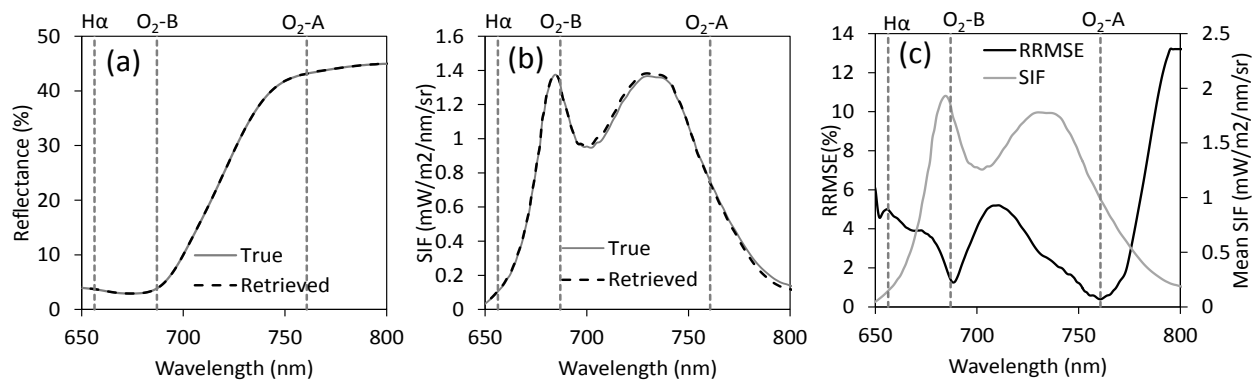 Hα O₂-B O₂-A
(a)
50
40
30
20
10
0
Reflectance (%)
True
Retrieved
650 700 750 800
Wavelength (nm)
Hα O₂-B O₂-A
(b)
1.6
1.4
1.2
1
0.8
0.6
0.4
0.2
0
SIF (mW/m2/nm/sr)
True
Retrieved
650 700 750 800
Wavelength (nm)
Hα O₂-B O₂-A
(c)
14
12
10
8
6
4
2
0
RRMSE(%)
RRMSE
SIF
2.5
2
1.5
1
0.5
0
Mean SIF (mW/m2/nm/sr)
650 700 750 800
Wavelength (nm)